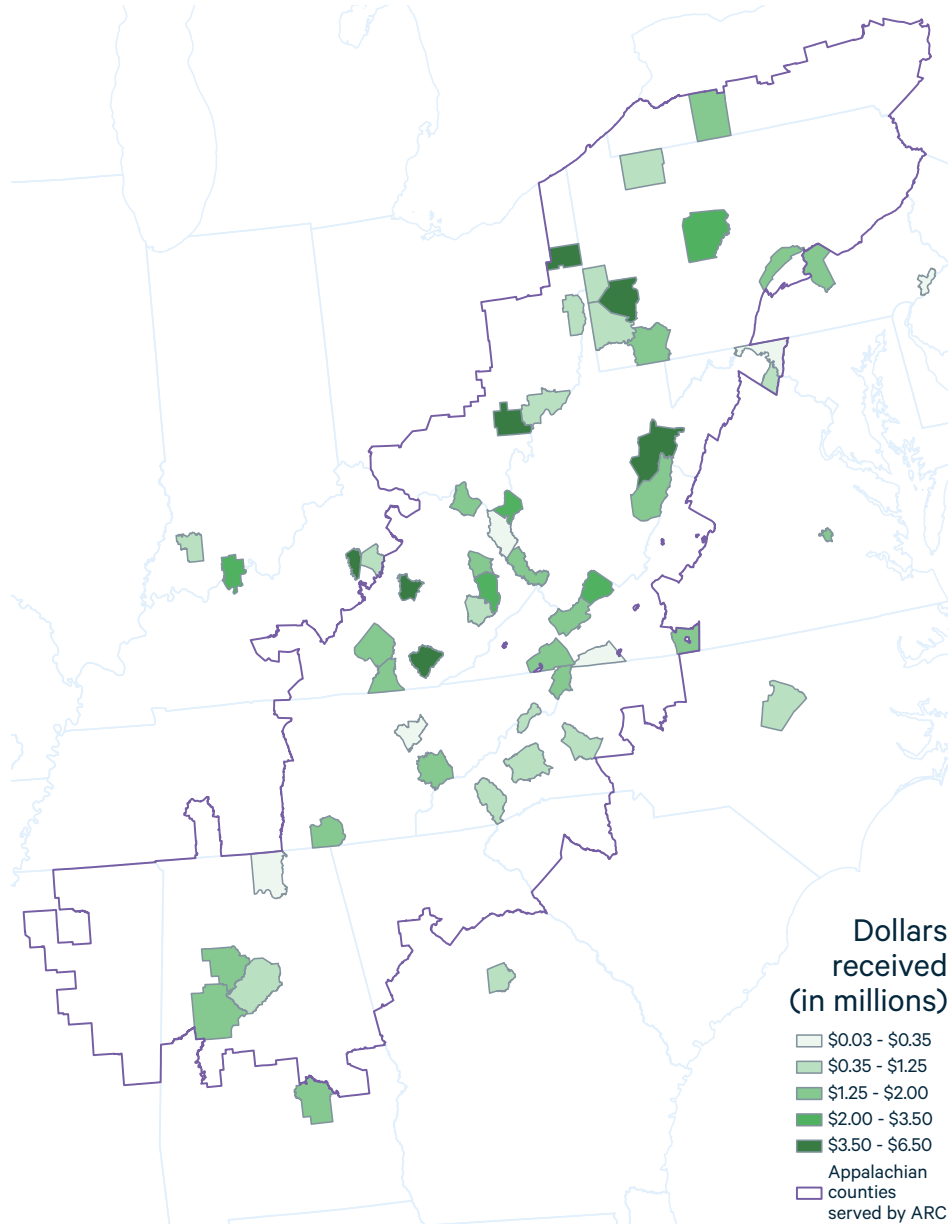 Dollars
received
(in millions)
$0.03 - $0.35
$0.35 - $1.25
$1.25 - $2.00
$2.00 - $3.50
$3.50 - $6.50
Appalachian
counties
served by ARC